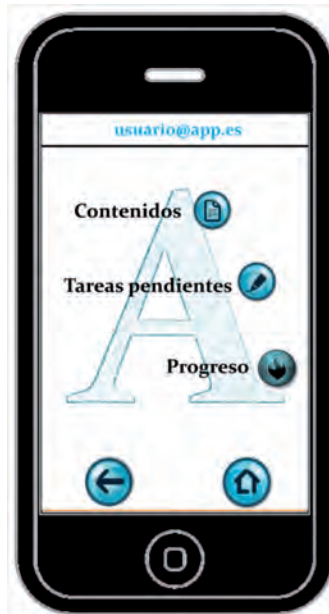 usuario@app.es
Contenidos
Tareas pendientes
Progreso
A